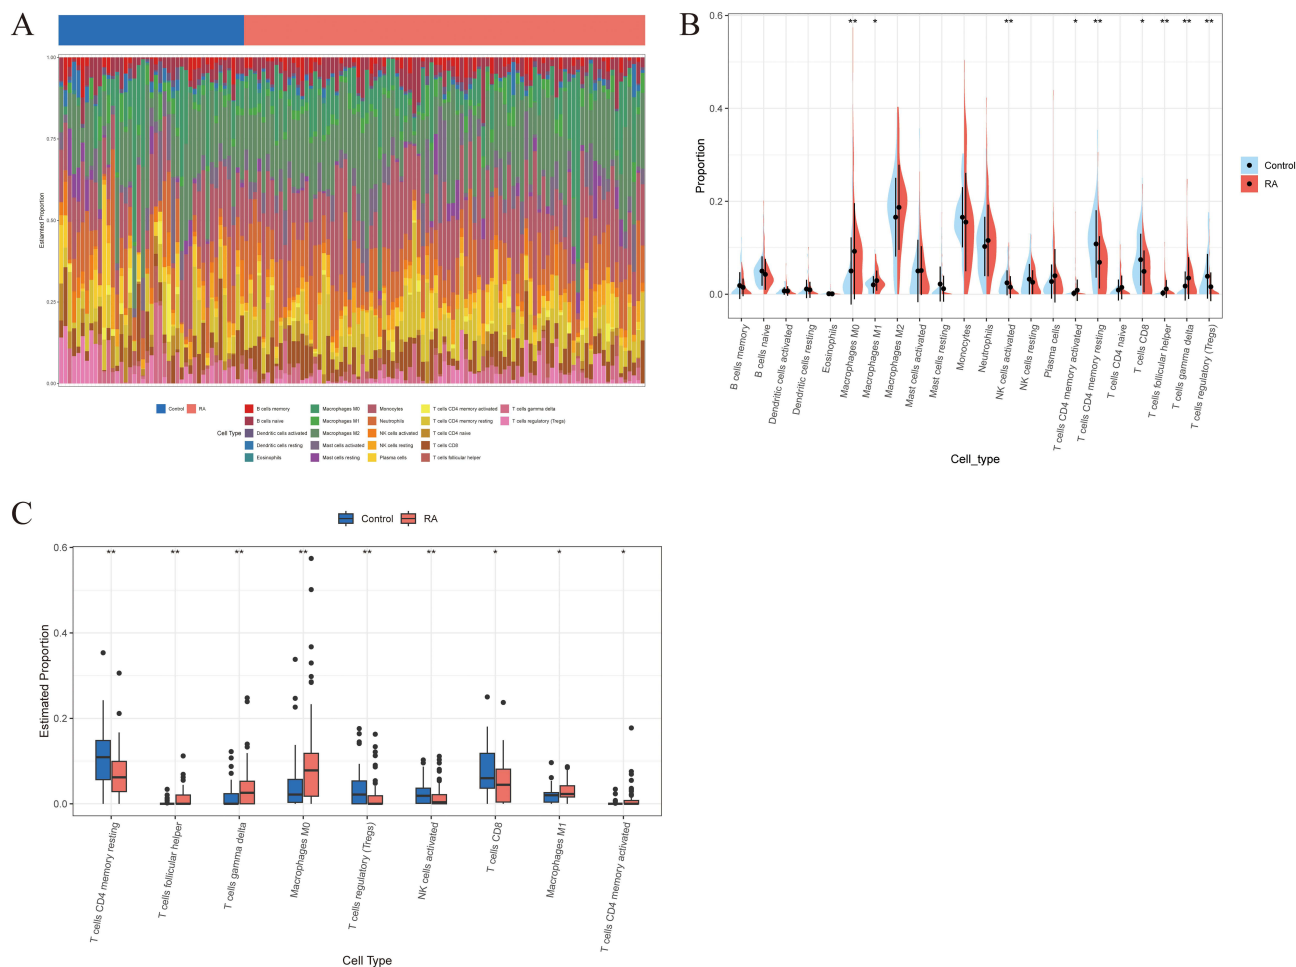 A
1.00
0.75
0.50
0.25
0.00
Estiamted Proportion
Control RA
Cell Type
B cells memory
B cells naive
Dendritic cells activated
Dendritic cells resting
Eosinophils
Macrophages M0
Macrophages M1
Macrophages M2
Mast cells activated
Mast cells resting
Monocytes
Neutrophils
NK cells activated
NK cells resting
Plasma cells
T cells CD4 memory activated
T cells CD4 memory resting
T cells CD4 naive
T cells CD8
T cells follicular helper
T cells gamma delta
T cells regulatory (Tregs)
B
** * ** * ** * ** ** **
0.6
0.4
0.2
0.0
Proportion
B cells memory
B cells naive
Dendritic cells activated
Dendritic cells resting
Eosinophils
Macrophages M0
Macrophages M1
Macrophages M2
Mast cells activated
Mast cells resting
Monocytes
Neutrophils
NK cells activated
NK cells resting
Plasma cells
T cells CD4 memory activated
T cells CD4 memory resting
T cells CD4 naive
T cells CD8
T cells follicular helper
T cells gamma delta
T cells regulatory (Tregs)
Cell_type
Control
RA
C
Control RA
** ** ** ** ** ** * * *
0.6
0.4
0.2
0.0
Estimated Proportion
T cells CD4 memory resting
T cells follicular helper
T cells gamma delta
Macrophages M0
T cells regulatory (Tregs)
NK cells activated
T cells CD8
Macrophages M1
T cells CD4 memory activated
Cell Type